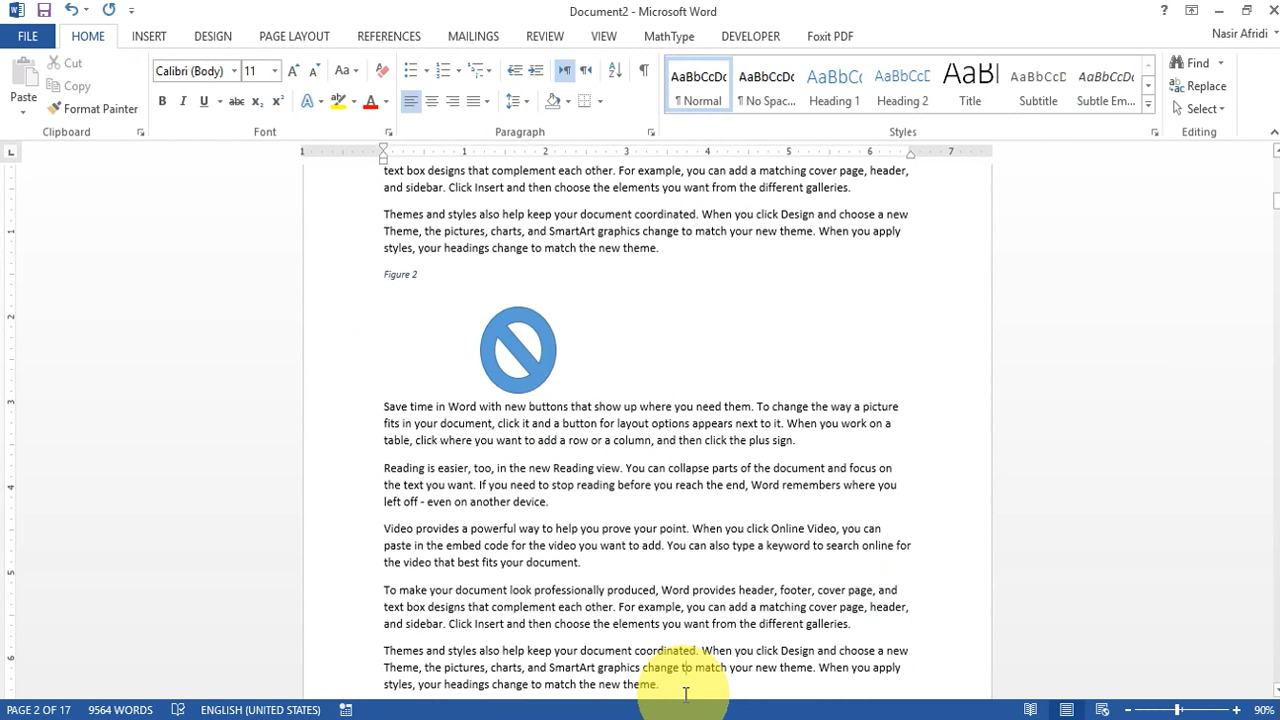 Document2 - Microsoft Word
Nasir Afridi
FILE HOME INSERT DESIGN PAGE LAYOUT REFERENCES MAILINGS REVIEW VIEW MathType DEVELOPER Foxit PDF
Paste
Cut
Copy
Format Painter
Clipboard
Calibri (Body) 11
Font
Paragraph
AaBbCcDc AaBbCcDc AaBbCc AaBbCcC AaBl AaBbCcC AaBbCcDc
¶ Normal ¶ No Spac... Heading 1 Heading 2 Title Subtitle Subtle Em...
Styles
Find
Replace
Select
Editing
1 1 2 3 4 5 6 7
text box designs that complement each other. For example, you can add a matching cover page, header,
and sidebar. Click Insert and then choose the elements you want from the different galleries.
Themes and styles also help keep your document coordinated. When you click Design and choose a new
Theme, the pictures, charts, and SmartArt graphics change to match your new theme. When you apply
styles, your headings change to match the new theme.
Figure 2
Save time in Word with new buttons that show up where you need them. To change the way a picture
fits in your document, click it and a button for layout options appears next to it. When you work on a
table, click where you want to add a row or a column, and then click the plus sign.
Reading is easier, too, in the new Reading view. You can collapse parts of the document and focus on
the text you want. If you need to stop reading before you reach the end, Word remembers where you
left off - even on another device.
Video provides a powerful way to help you prove your point. When you click Online Video, you can
paste in the embed code for the video you want to add. You can also type a keyword to search online for
the video that best fits your document.
To make your document look professionally produced, Word provides header, footer, cover page, and
text box designs that complement each other. For example, you can add a matching cover page, header,
and sidebar. Click Insert and then choose the elements you want from the different galleries.
Themes and styles also help keep your document coordinated. When you click Design and choose a new
Theme, the pictures, charts, and SmartArt graphics change to match your new theme. When you apply
styles, your headings change to match the new theme.
1
2
3
4
5
6
PAGE 2 OF 17 9564 WORDS ENGLISH (UNITED STATES) 90%